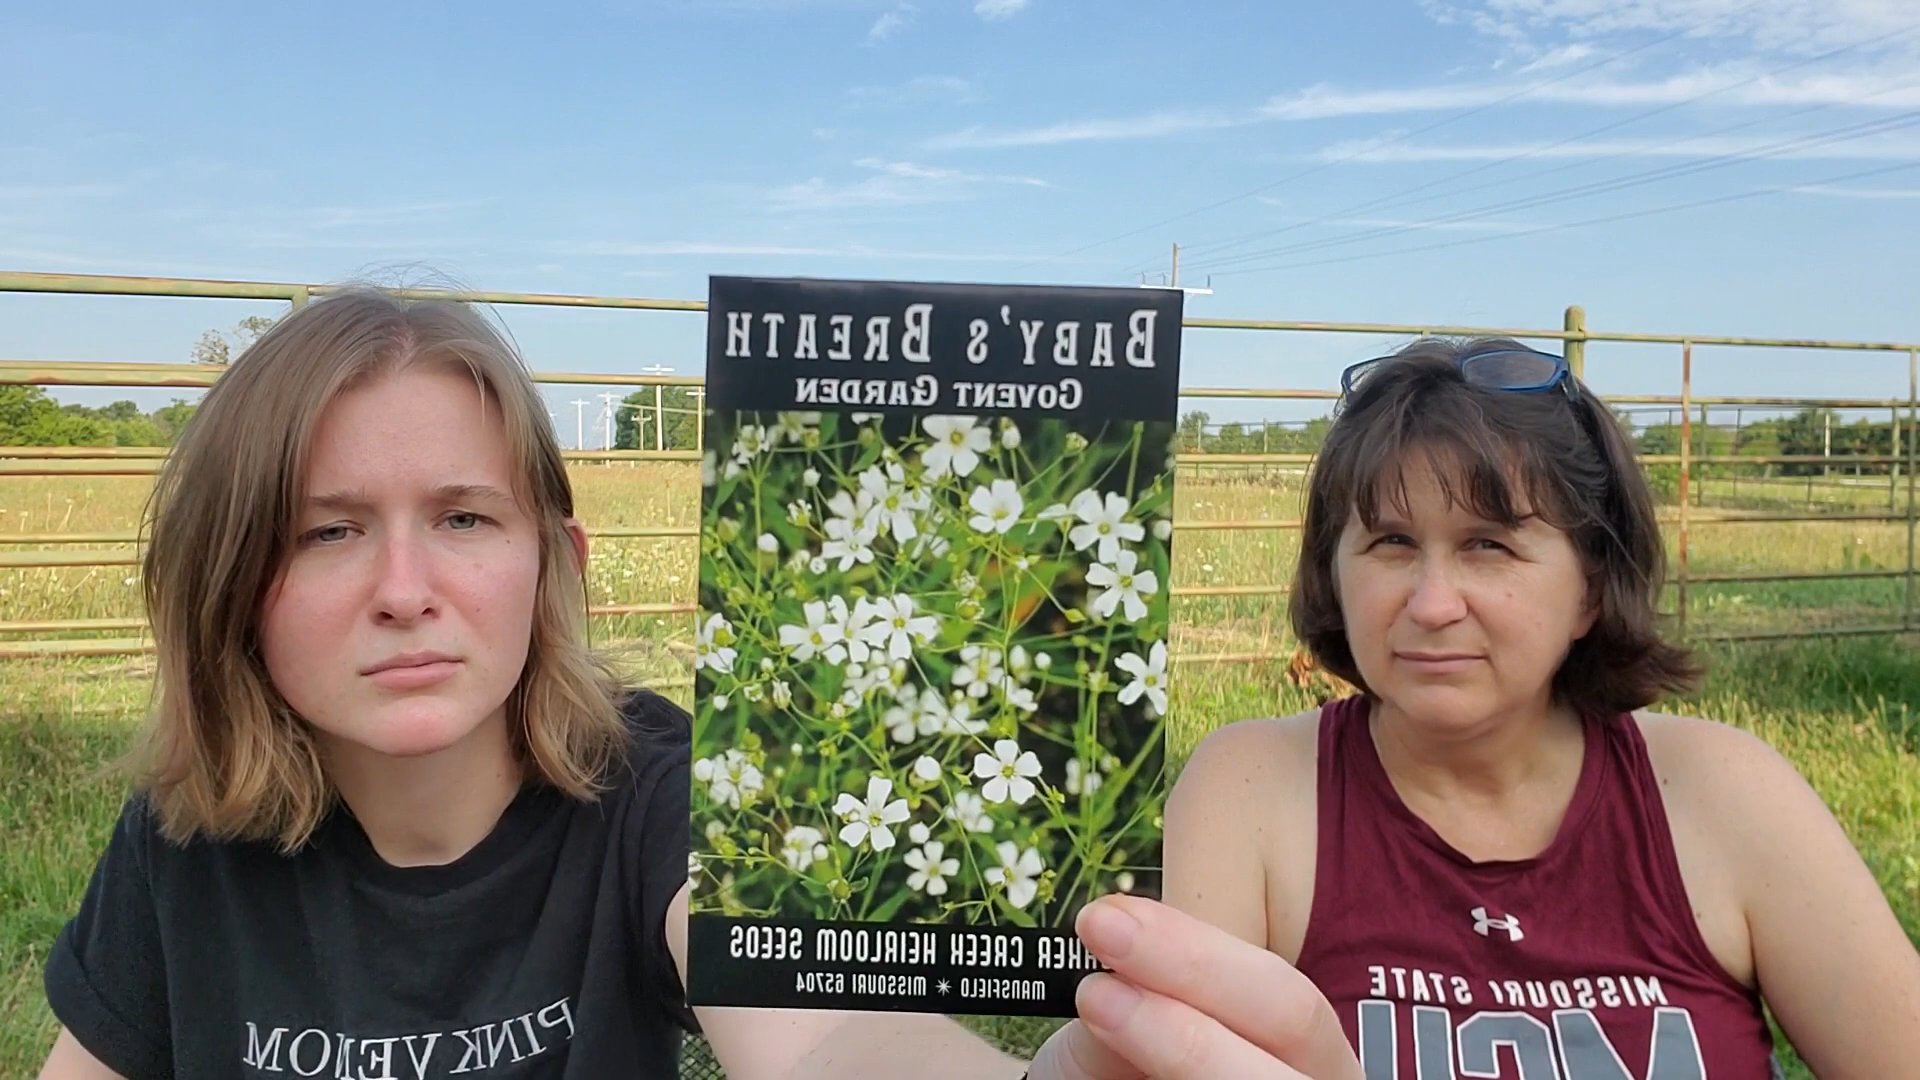 BABY'S BREATH
COVENT GARDEN
CREEK HEIRLOOM SEEDS
MANSFIELD * MISSOURI 65704
PINK VENOM
MISSOURI STATE